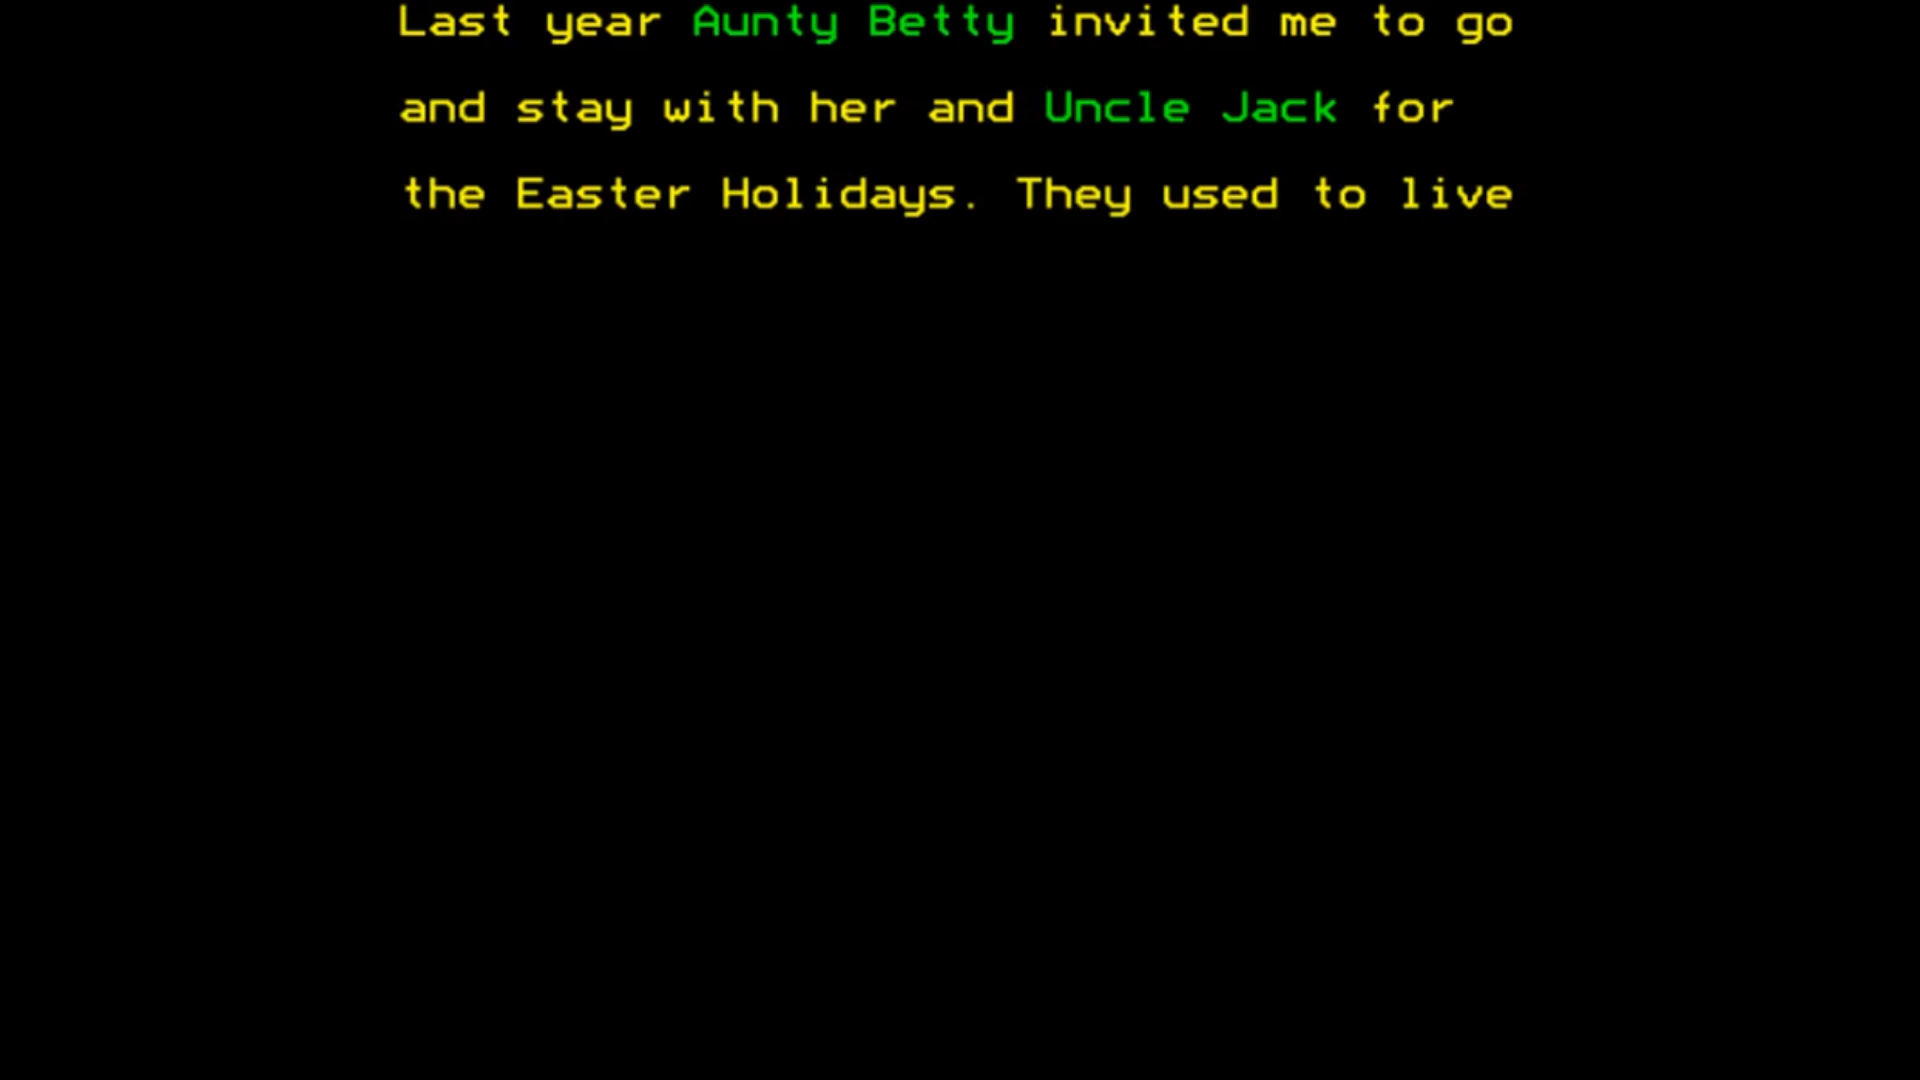 Last year Aunty Betty invited me to go
and stay with her and Uncle Jack for
the Easter Holidays. They used to live